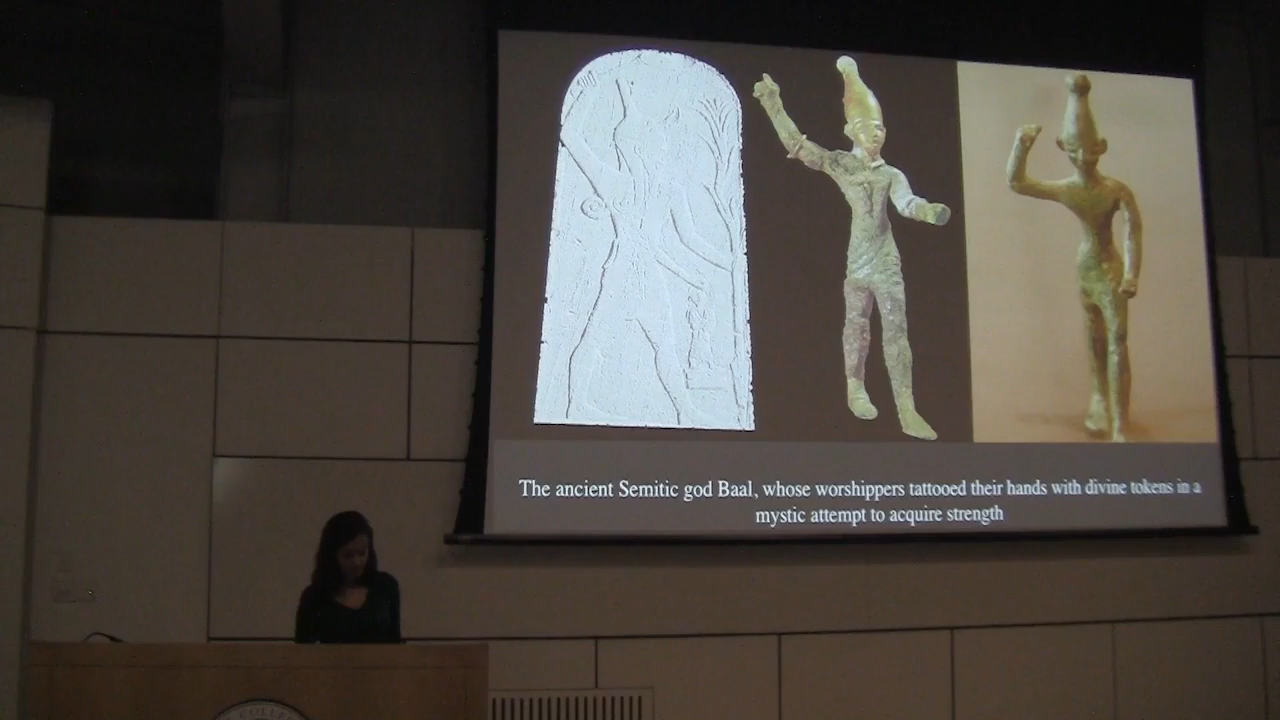 The ancient Semitic god Baal, whose worshippers tattooed their hands with divine tokens in a
mystic attempt to acquire strength
COLLEG